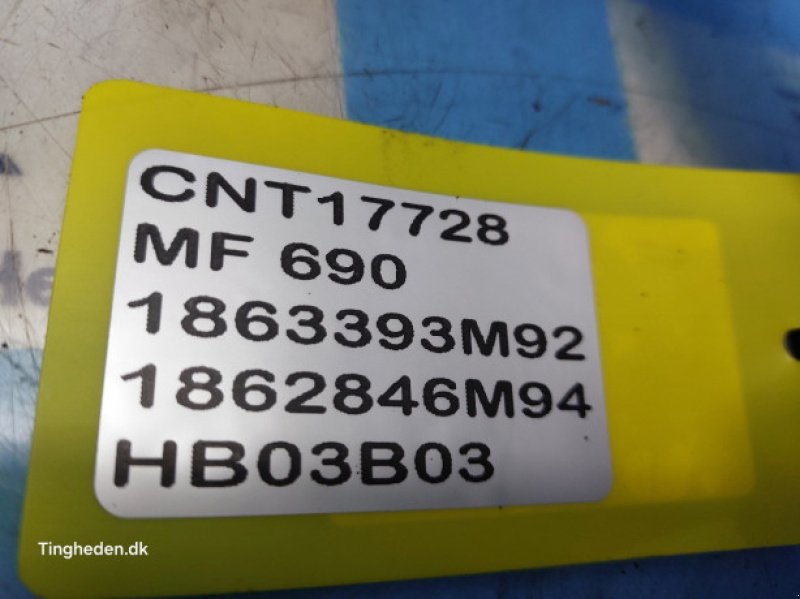 CNT17728
MF 690
1863393M92
1862846M94
HB03B03
Tingheden.dk